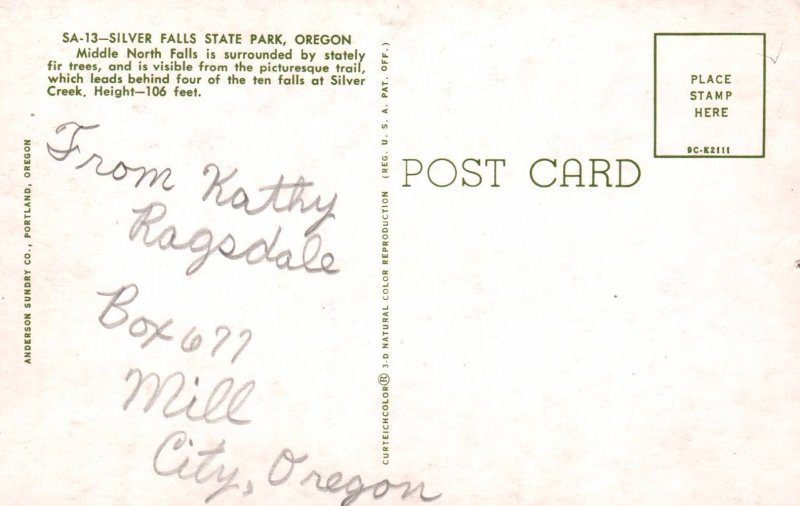 SA-13—SILVER FALLS STATE PARK, OREGON
Middle North Falls is surrounded by stately
fir trees, and is visible from the picturesque trail,
which leads behind four of the ten falls at Silver
Creek. Height—106 feet.
From Kathy
Ragsdale
Box 677
Mill
City, Oregon
ANDERSON SUNDRY CO., PORTLAND, OREGON
CURTEICHCOLOR® 3-D NATURAL COLOR REPRODUCTION (REG. U. S. A. PAT. OFF.)
POST CARD
PLACE
STAMP
HERE
9C-K2111